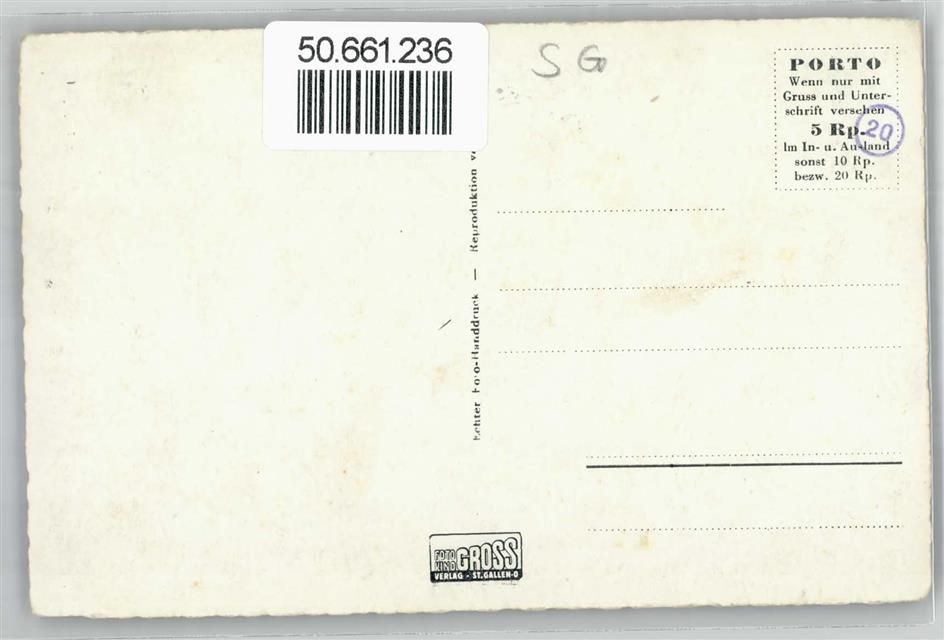 50.661.236
S G
PORTO
Wenn nur mit
Gruss und Unter-
schrift versehen
5 Rp.
Im In- u. Ausland
sonst 10 Rp.
bezw. 20 Rp.
20
Echter Foto-Handdruck — Reproduktion
FOTO
KINO
GROSS
VERLAG - ST. GALLEN-O